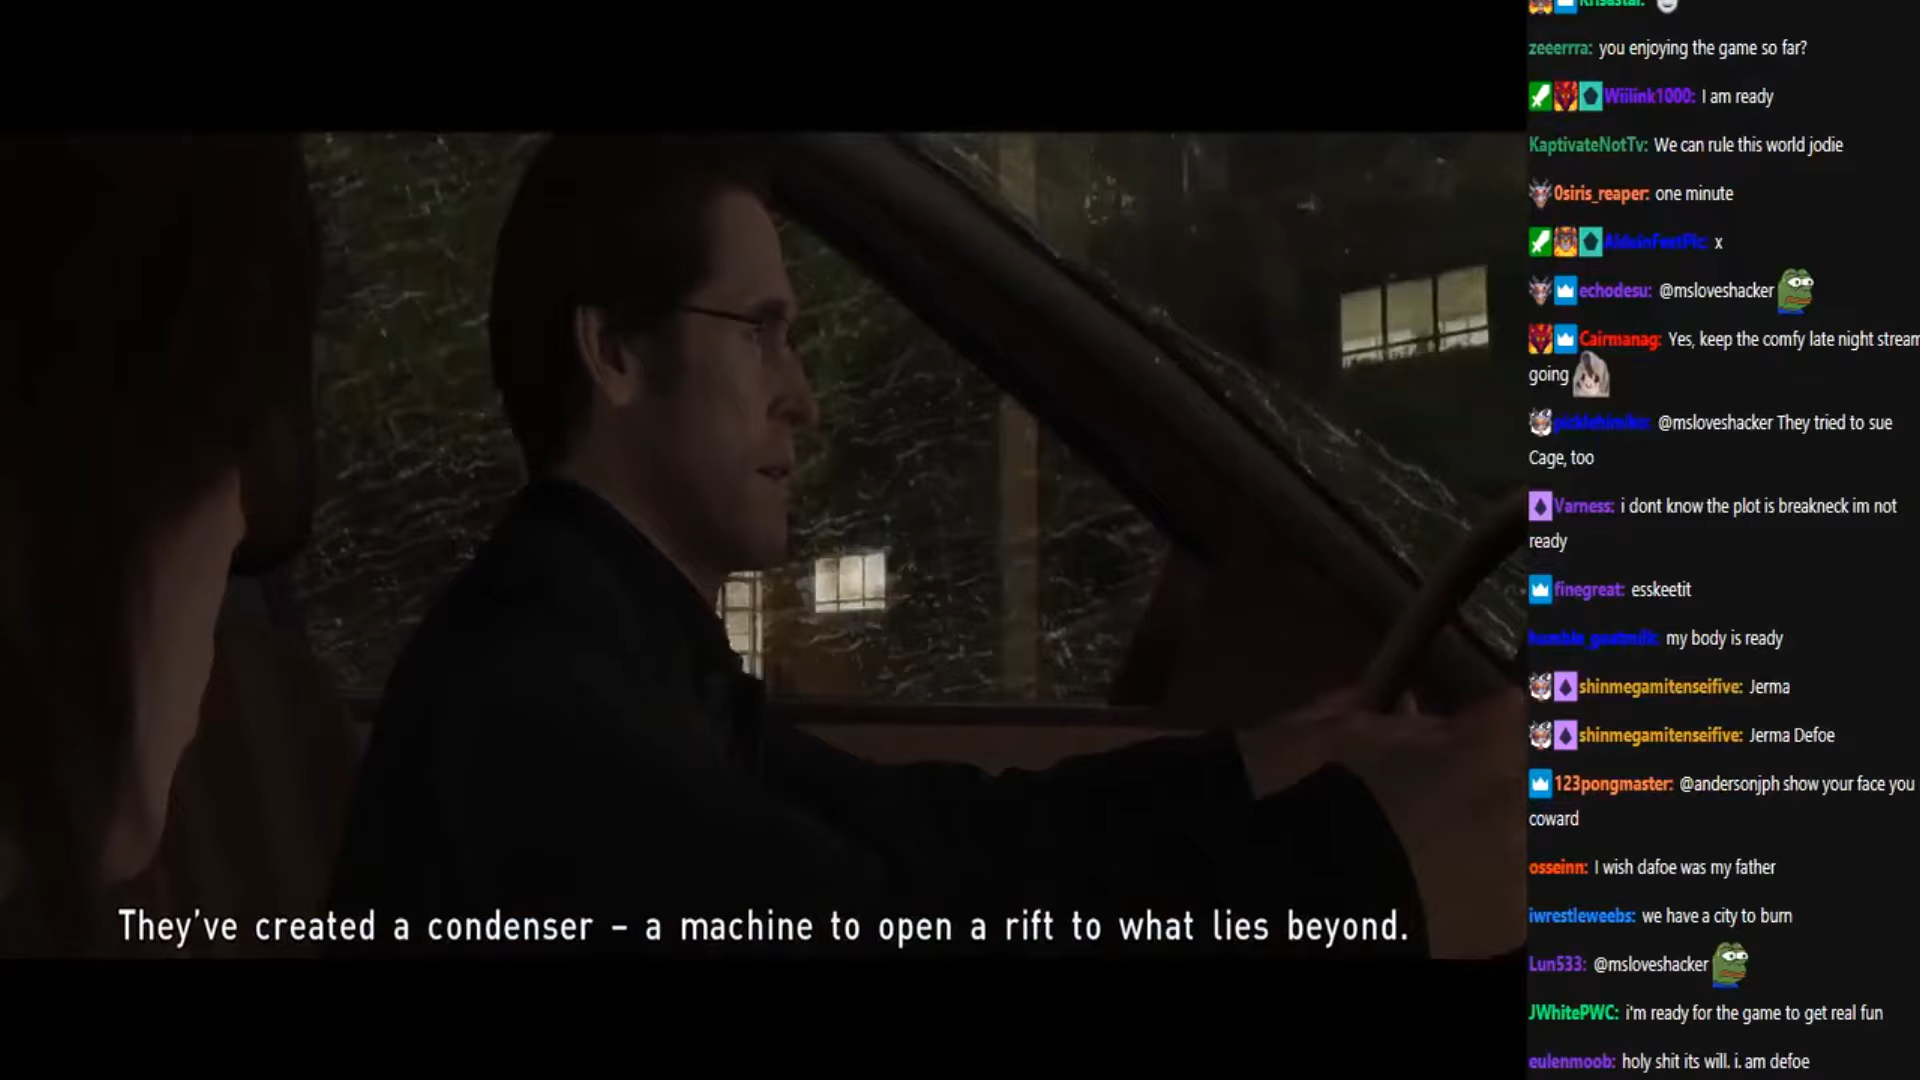 They've created a condenser – a machine to open a rift to what lies beyond.
Krisastar:
zeeerrra: you enjoying the game so far?
Wiilink1000: I am ready
KaptivateNotTv: We can rule this world jodie
0siris_reaper: one minute
AlduinFeetPic: x
echodesu: @msloveshacker
Cairmanag: Yes, keep the comfy late night stream
going
@msloveshacker They tried to sue
Cage, too
Varness: i dont know the plot is breakneck im not
ready
finegreat: esskeetit
humble_goatmilk: my body is ready
shinmegamitenseifive: Jerma
shinmegamitenseifive: Jerma Defoe
123pongmaster: @andersonjph show your face you
coward
osseinn: I wish dafoe was my father
iwrestleweebs: we have a city to burn
Lun533: @msloveshacker
JWhitePWC: i'm ready for the game to get real fun
eulenmoob: holy shit its will. i. am defoe